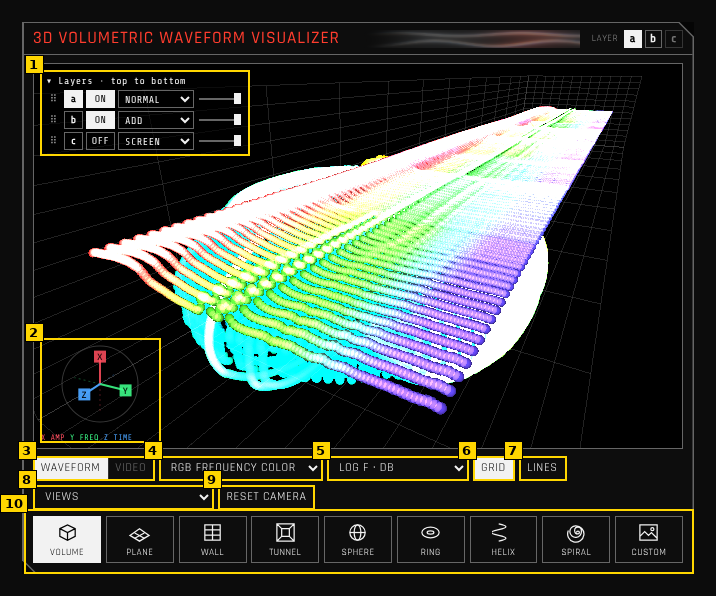 3D VOLUMETRIC WAVEFORM VISUALIZER
LAYER a b c
1
▾ Layers · top to bottom
a ON NORMAL
b ON ADD
c OFF SCREEN
2
X
Y
Z
X AMP Y FREQ Z TIME
3 4 5 6 7
WAVEFORM VIDEO RGB FREQUENCY COLOR LOG F · DB GRID LINES
8 9
VIEWS RESET CAMERA
10
VOLUME PLANE WALL TUNNEL SPHERE RING HELIX SPIRAL CUSTOM